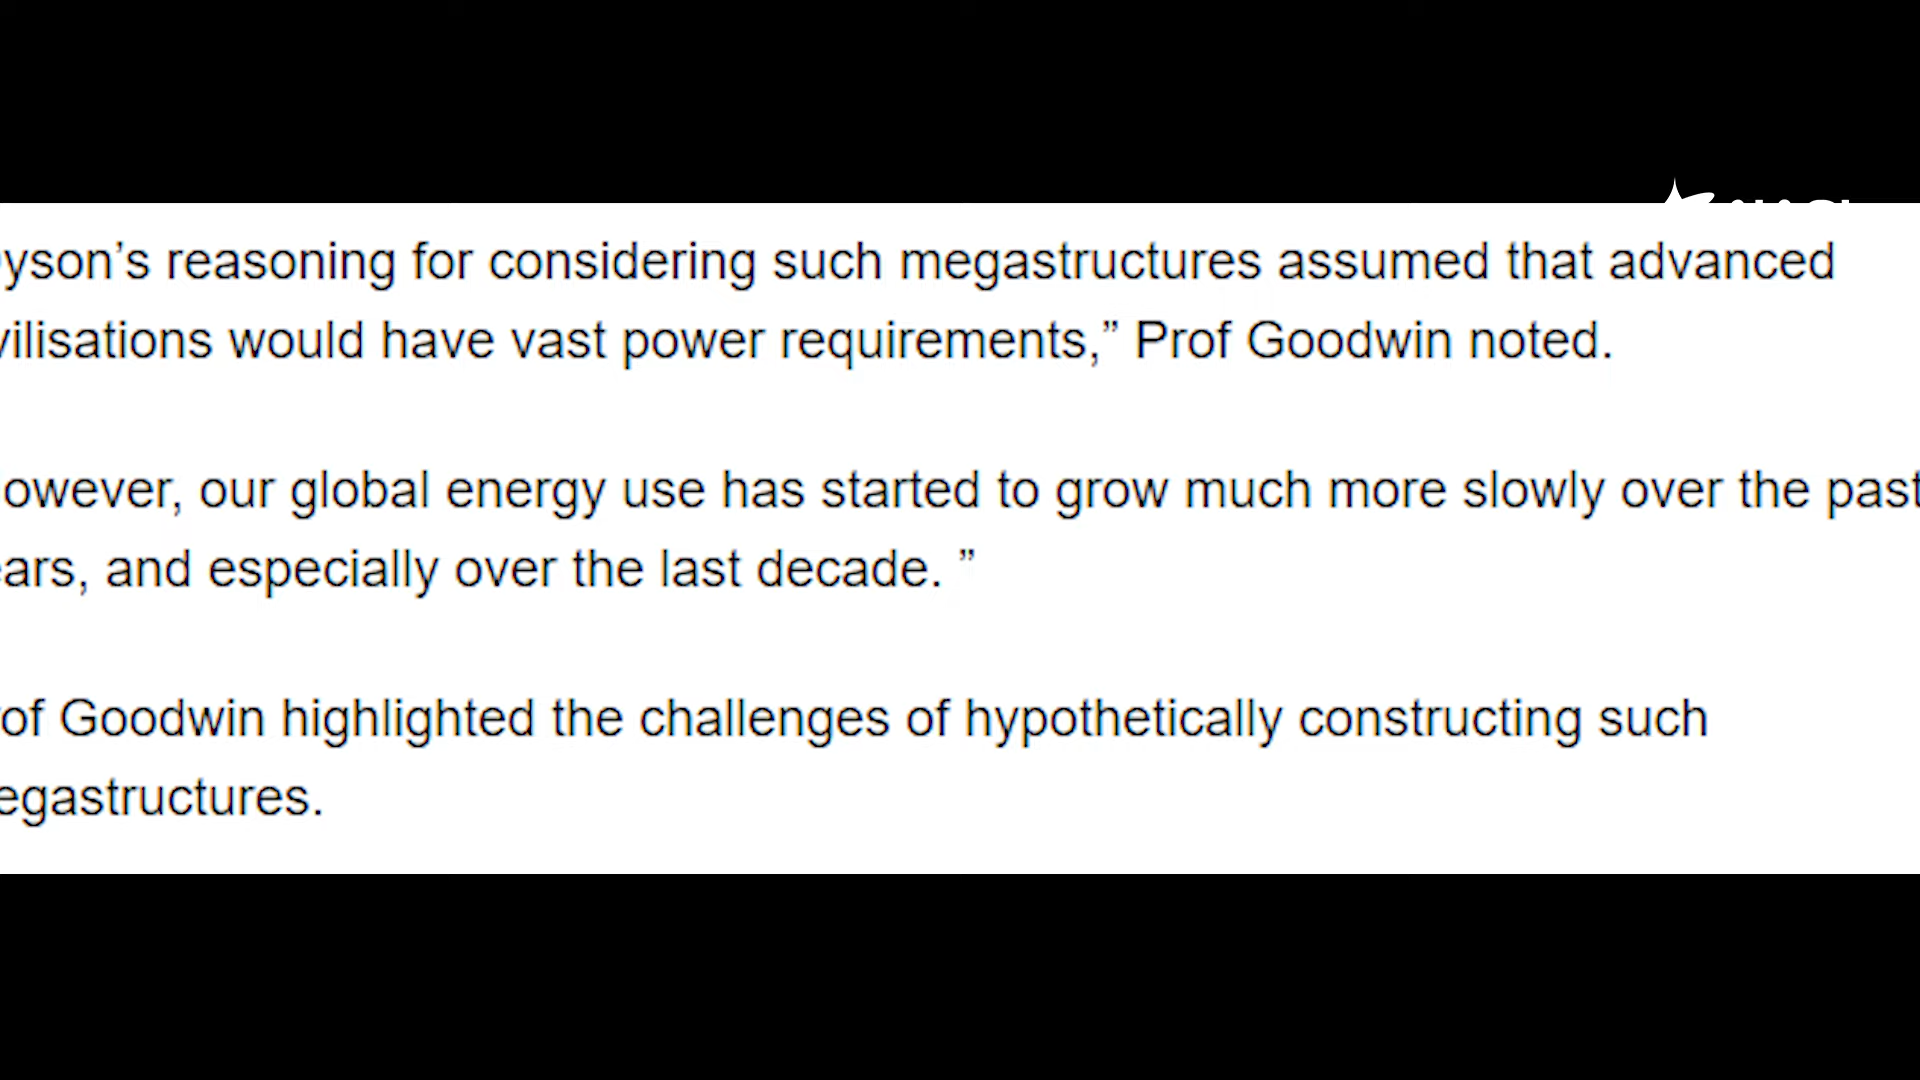 yson’s reasoning for considering such megastructures assumed that advanced
vilisations would have vast power requirements,” Prof Goodwin noted.
owever, our global energy use has started to grow much more slowly over the past
ars, and especially over the last decade. ”
of Goodwin highlighted the challenges of hypothetically constructing such
egastructures.